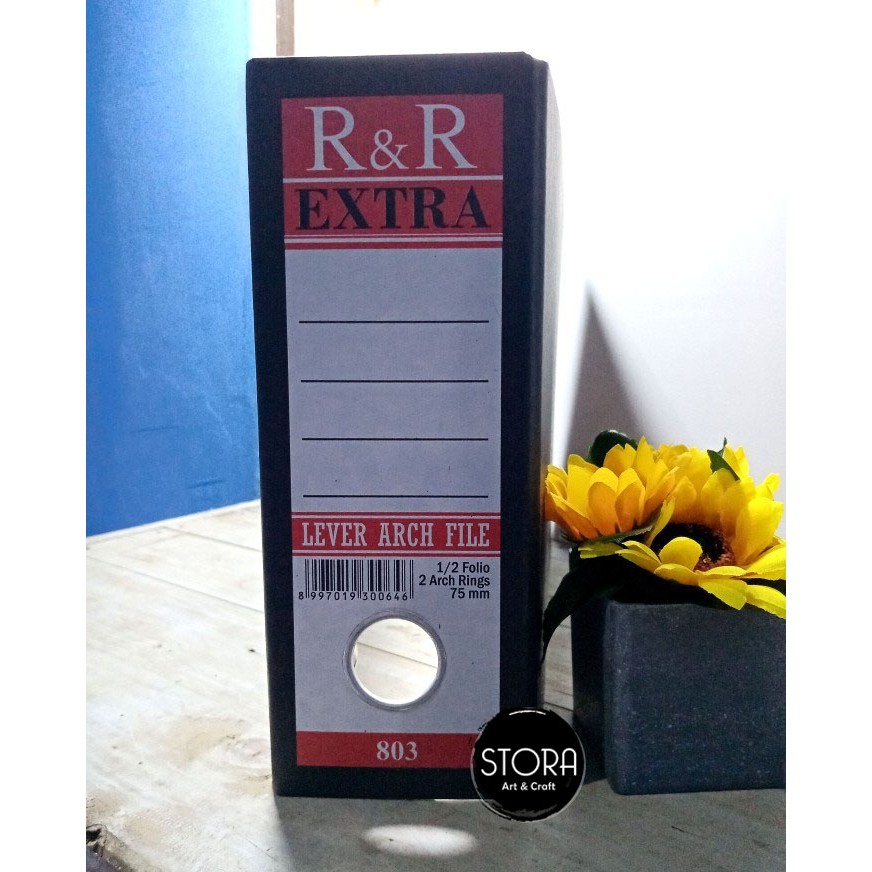 R&R
EXTRA
LEVER ARCH FILE
1/2 Folio
2 Arch Rings
75 mm
8 997019 300646
803
STORA
Art & Craft